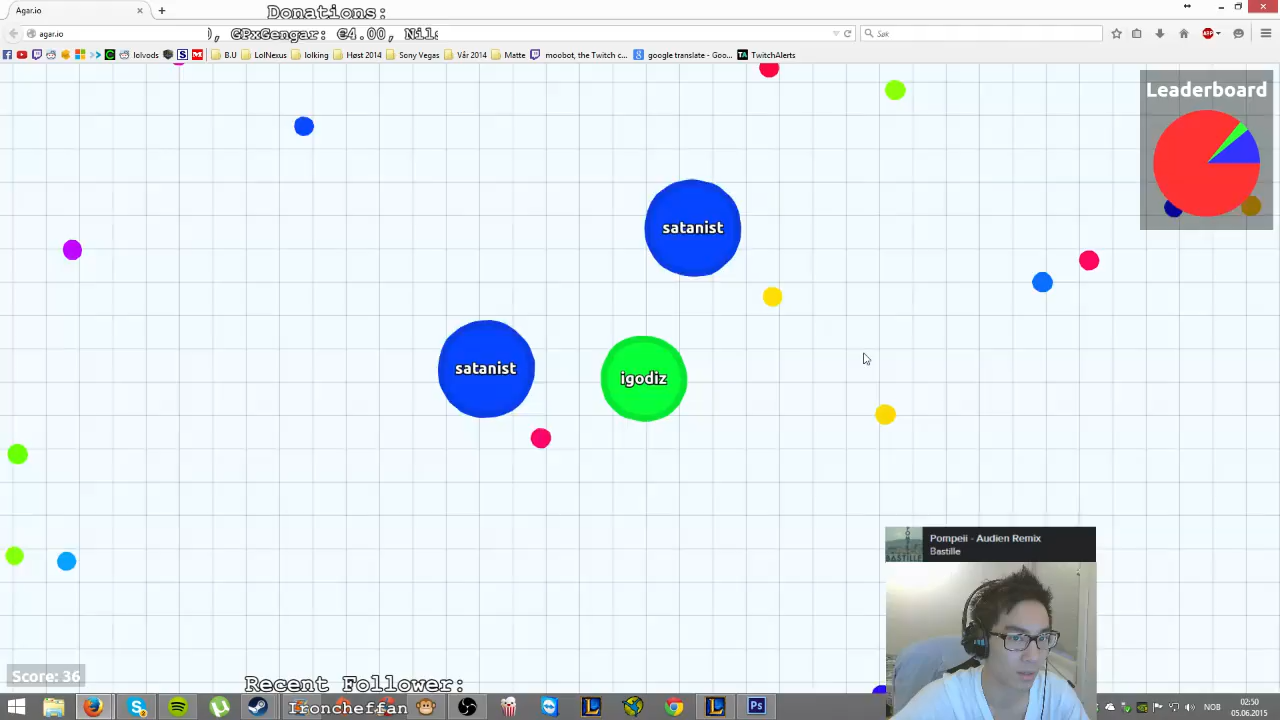 Donations:
Agar.io
agar.io
), GPxGengar: €4.00, Nils
Søk
lolvods
B.U
LolNexus
lolking
Høst 2014
Sony Vegas
Vår 2014
Matte
moobot, the Twitch c...
google translate - Goo...
TwitchAlerts
Leaderboard
satanist
satanist
igodiz
Pompeii - Audien Remix
Bastille
BASTILLE
Score: 36
Recent Follower:
Ironcheffan
NOB
02:50
05.06.2015